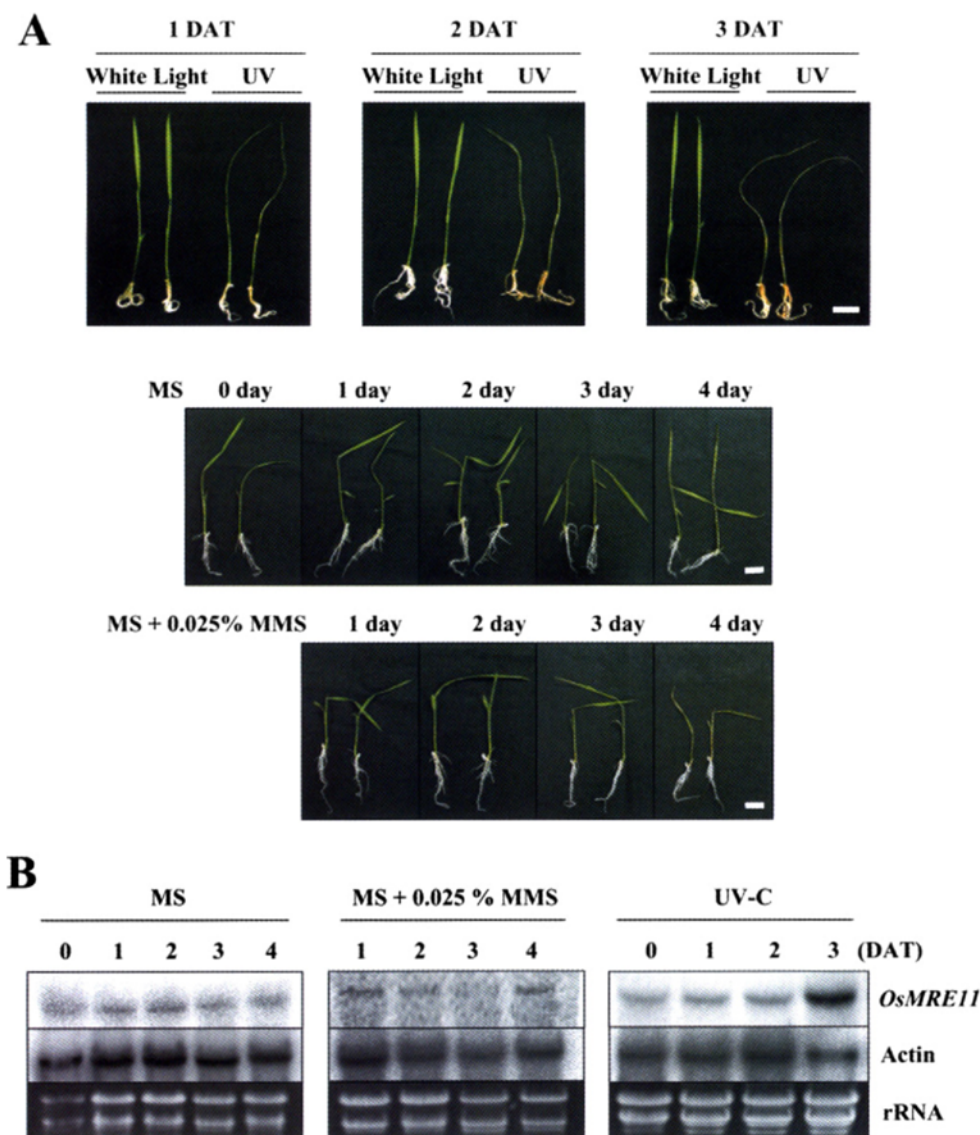 A
1 DAT 2 DAT 3 DAT
White Light UV White Light UV White Light UV
MS 0 day 1 day 2 day 3 day 4 day
MS + 0.025% MMS 1 day 2 day 3 day 4 day
B
MS MS + 0.025 % MMS UV-C
0 1 2 3 4 1 2 3 4 0 1 2 3 (DAT)
OsMRE11
Actin
rRNA